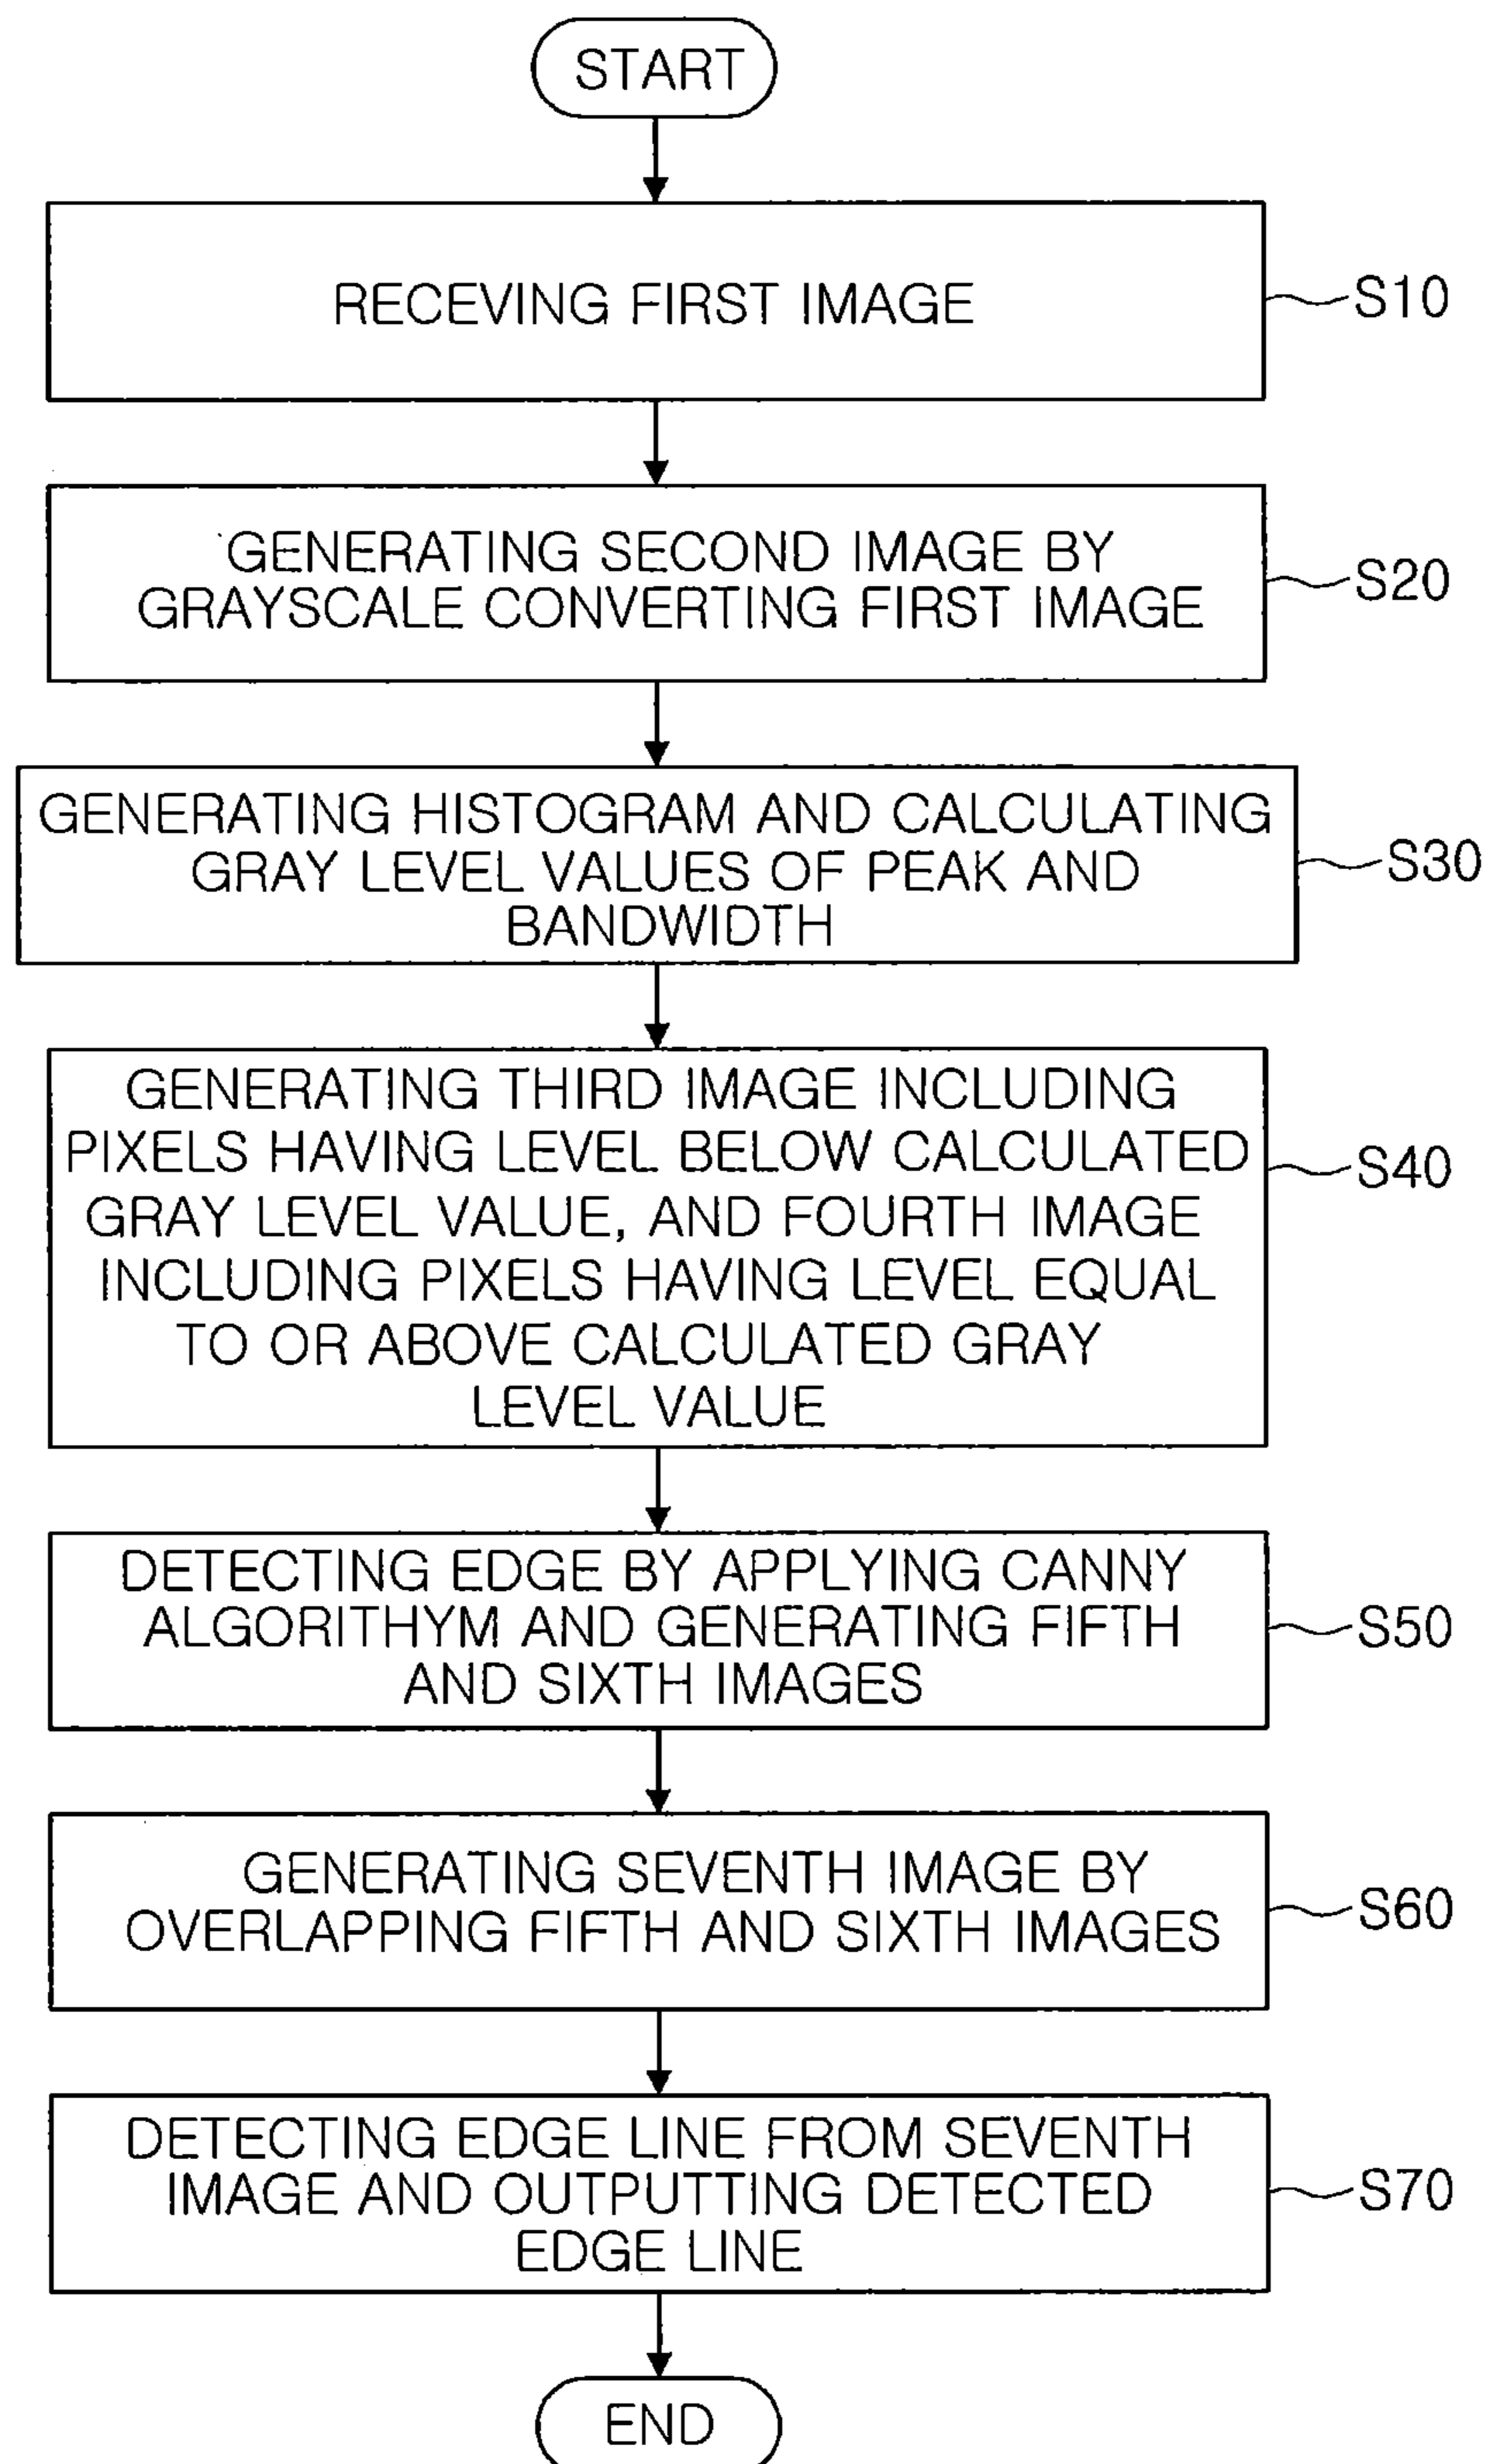 START
RECEVING FIRST IMAGE
S10
GENERATING SECOND IMAGE BY
GRAYSCALE CONVERTING FIRST IMAGE
S20
GENERATING HISTOGRAM AND CALCULATING
GRAY LEVEL VALUES OF PEAK AND
BANDWIDTH
S30
GENERATING THIRD IMAGE INCLUDING
PIXELS HAVING LEVEL BELOW CALCULATED
GRAY LEVEL VALUE, AND FOURTH IMAGE
INCLUDING PIXELS HAVING LEVEL EQUAL
TO OR ABOVE CALCULATED GRAY
LEVEL VALUE
S40
DETECTING EDGE BY APPLYING CANNY
ALGORITHYM AND GENERATING FIFTH
AND SIXTH IMAGES
S50
GENERATING SEVENTH IMAGE BY
OVERLAPPING FIFTH AND SIXTH IMAGES
S60
DETECTING EDGE LINE FROM SEVENTH
IMAGE AND OUTPUTTING DETECTED
EDGE LINE
S70
END